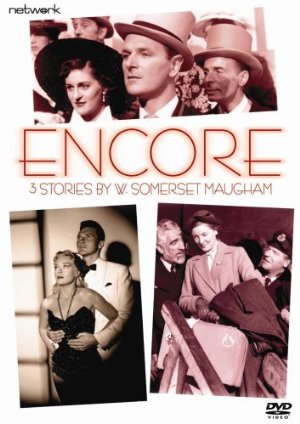 network
ENCORE
3 STORIES BY W. SOMERSET MAUGHAM
DVD
VIDEO